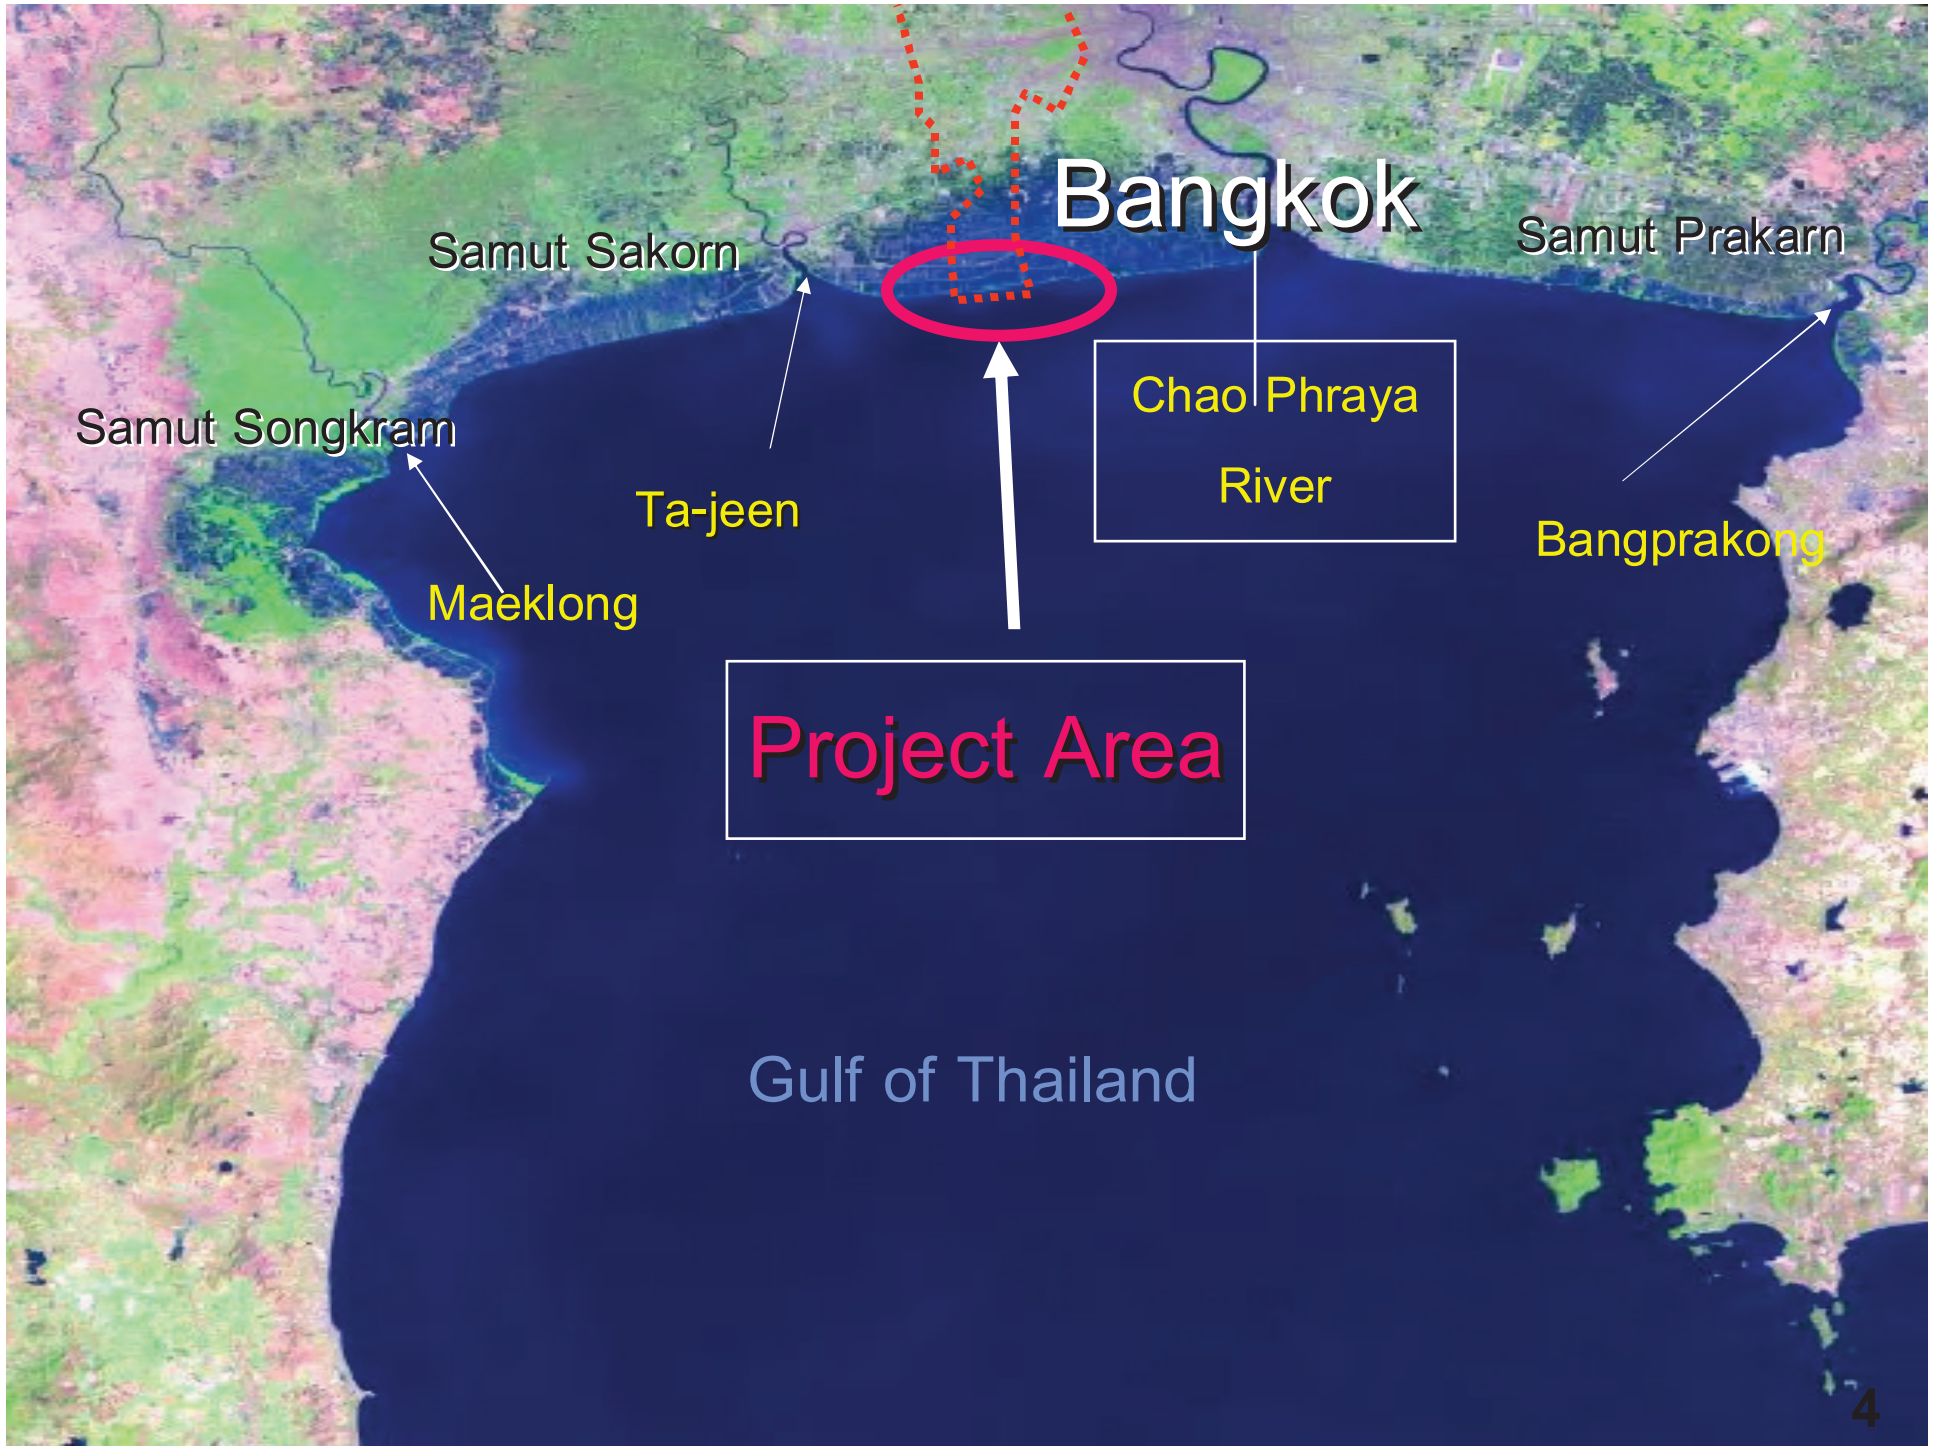 Bangkok
Samut Sakorn
Samut Prakarn
Chao Phraya
River
Samut Songkram
Ta-jeen
Bangprakong
Maeklong
Project Area
Gulf of Thailand
4